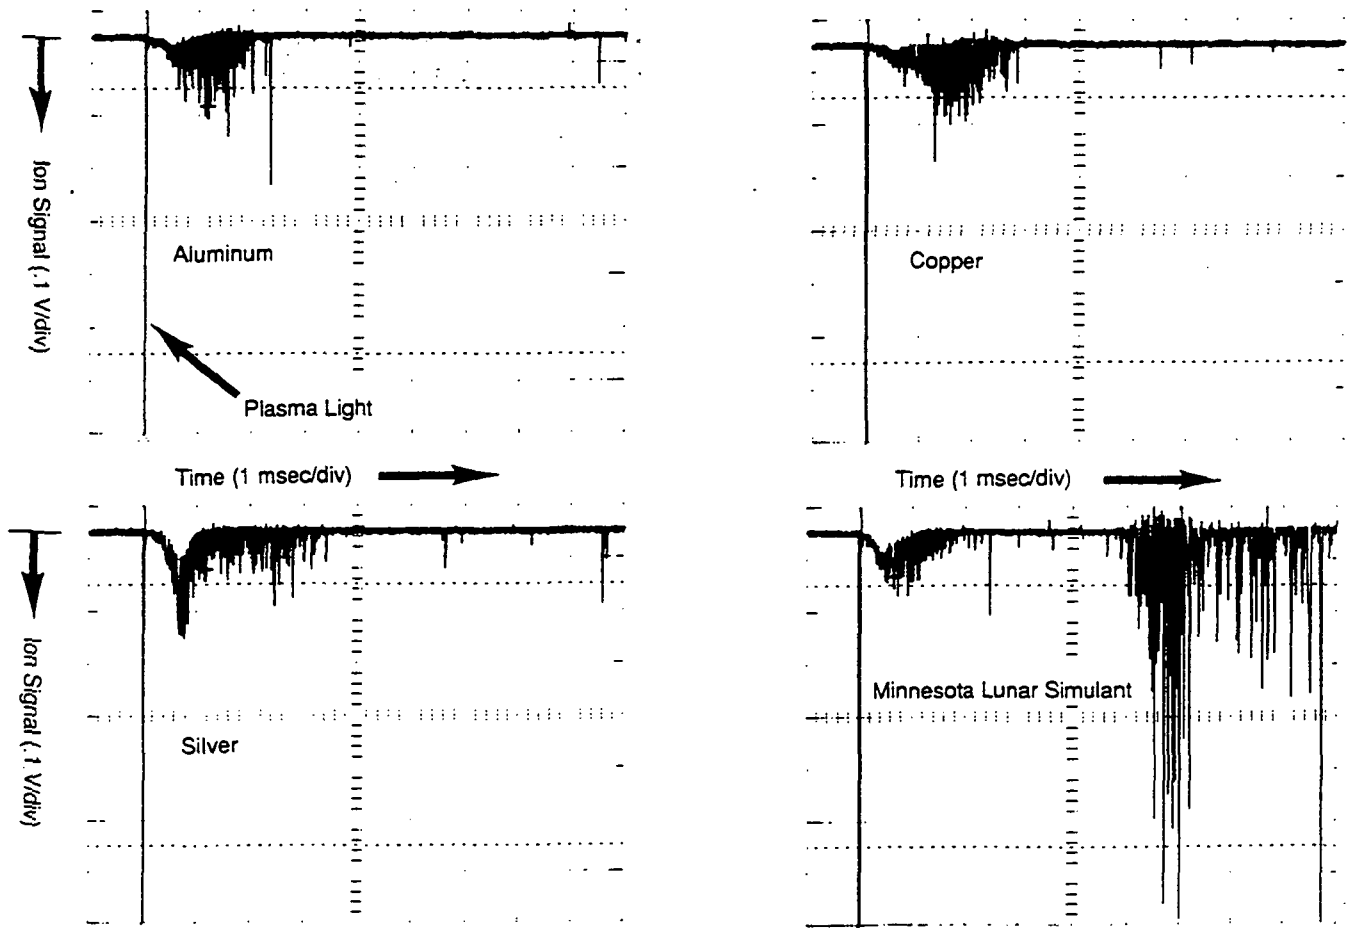 Ion Signal (.1 V/div)
Aluminum
Plasma Light
Copper
Time (1 msec/div)
Time (1 msec/div)
Ion Signal (.1 V/div)
Silver
Minnesota Lunar Simulant